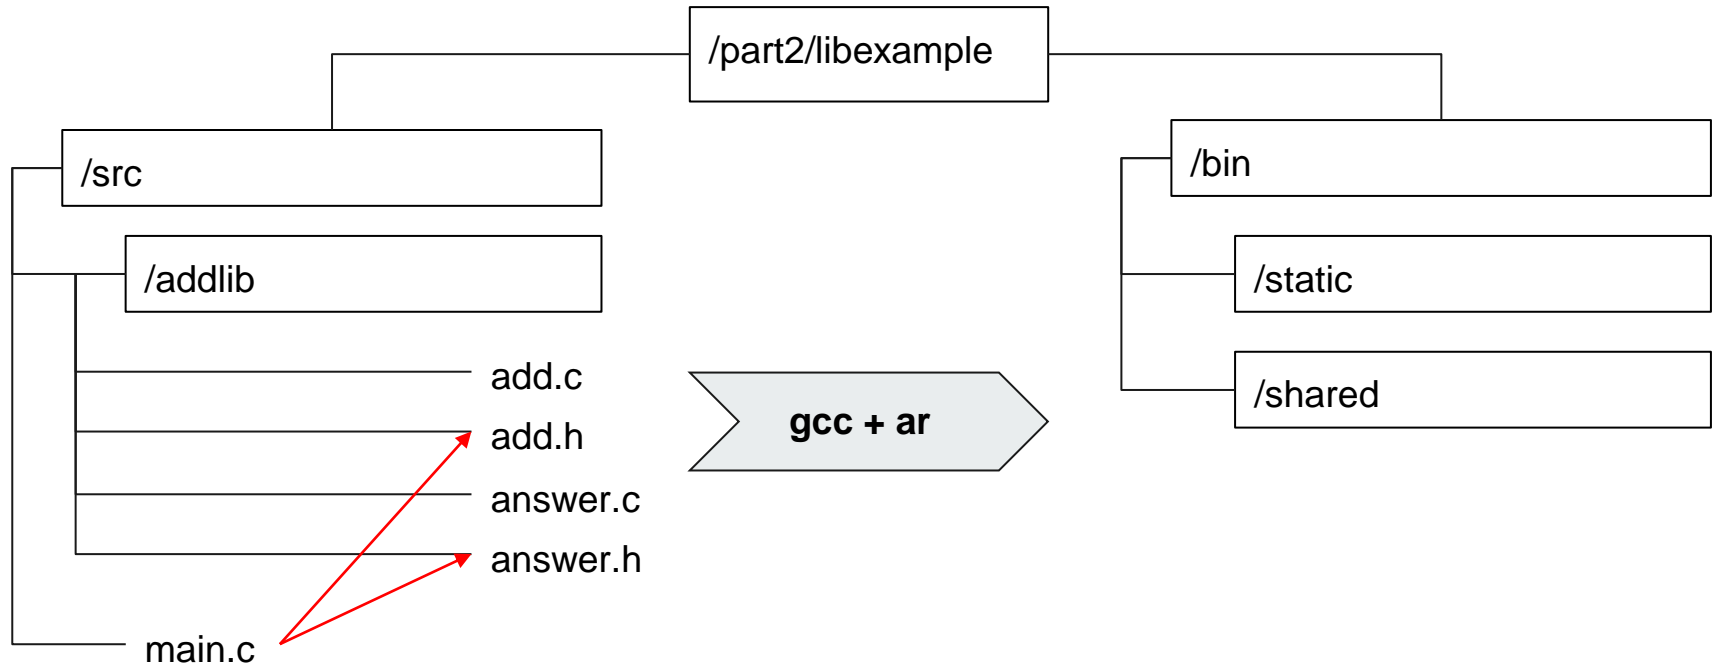 /part2/libexample
/src
/bin
/addlib
/static
add.c
/shared
add.h
gcc + ar
answer.c
answer.h
main.c